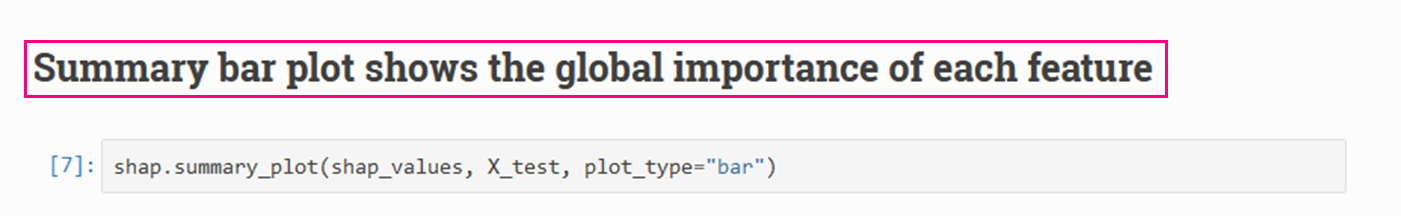 Summary bar plot shows the global importance of each feature
[7]: shap.summary_plot(shap_values, X_test, plot_type="bar")